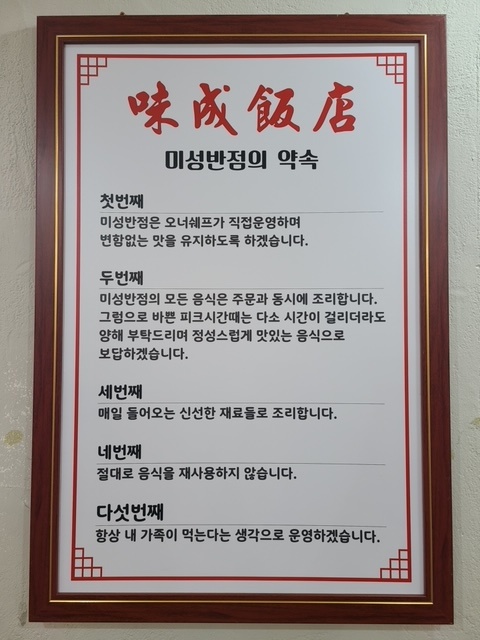 味成飯店
미성반점의 약속
첫번째
미성반점은 오너쉐프가 직접운영하며
변함없는 맛을 유지하도록 하겠습니다.
두번째
미성반점의 모든 음식은 주문과 동시에 조리합니다.
그럼으로 바쁜 피크시간때는 다소 시간이 걸리더라도
양해 부탁드리며 정성스럽게 맛있는 음식으로
보답하겠습니다.
세번째
매일 들어오는 신선한 재료들로 조리합니다.
네번째
절대로 음식을 재사용하지 않습니다.
다섯번째
항상 내 가족이 먹는다는 생각으로 운영하겠습니다.